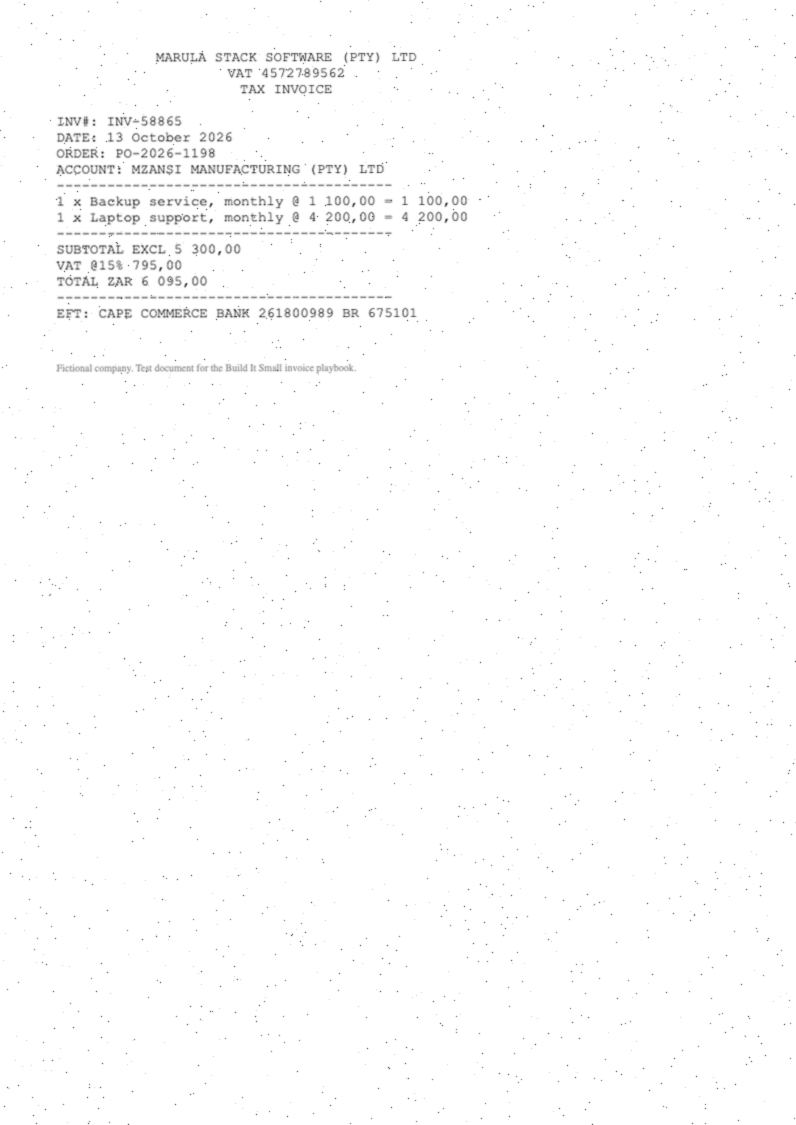 MARULA STACK SOFTWARE (PTY) LTD
VAT 4572789562
TAX INVOICE
INV#: INV-58865
DATE: 13 October 2026
ORDER: PO-2026-1198
ACCOUNT: MZANSI MANUFACTURING (PTY) LTD
----------------------------------------
1 x Backup service, monthly @ 1 100,00 = 1 100,00
1 x Laptop support, monthly @ 4 200,00 = 4 200,00
----------------------------------------
SUBTOTAL EXCL 5 300,00
VAT @15% 795,00
TOTAL ZAR 6 095,00
----------------------------------------
EFT: CAPE COMMERCE BANK 261800989 BR 675101
Fictional company. Test document for the Build It Small invoice playbook.